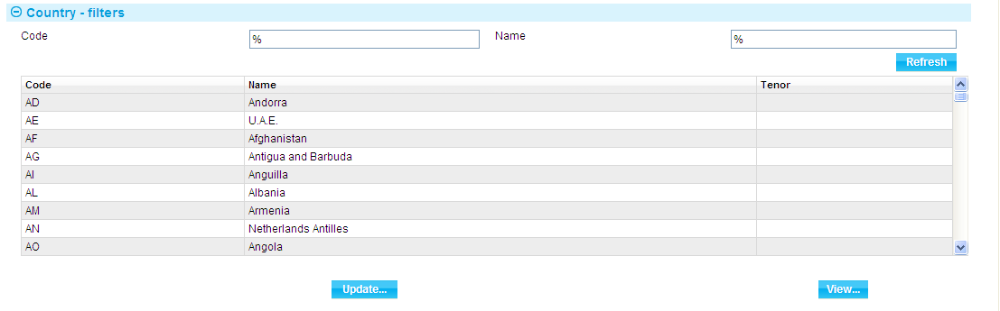 Country - filters
Code % Name %
Refresh
Code Name Tenor
AD Andorra
AE U.A.E.
AF Afghanistan
AG Antigua and Barbuda
AI Anguilla
AL Albania
AM Armenia
AN Netherlands Antilles
AO Angola
Update... View...